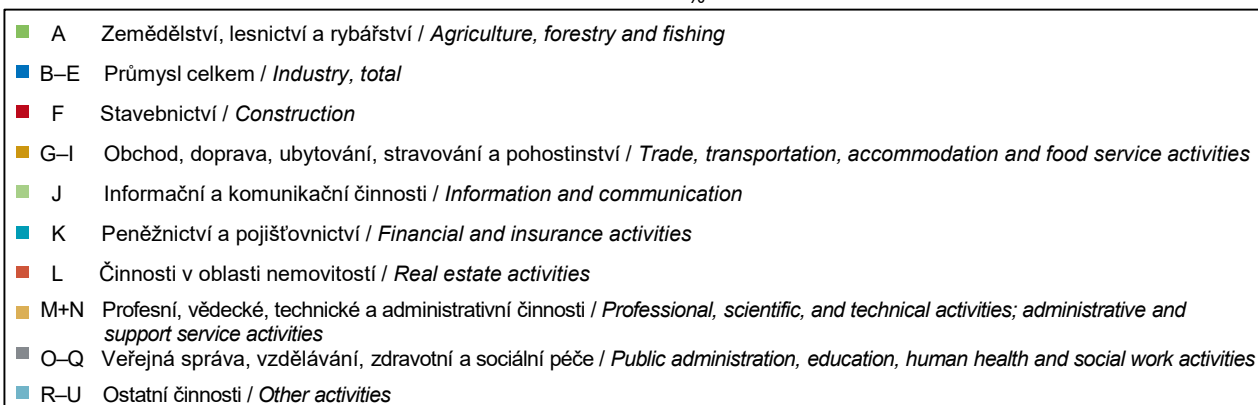 %
A Zemědělství, lesnictví a rybářství / Agriculture, forestry and fishing
B–E Průmysl celkem / Industry, total
F Stavebnictví / Construction
G–I Obchod, doprava, ubytování, stravování a pohostinství / Trade, transportation, accommodation and food service activities
J Informační a komunikační činnosti / Information and communication
K Peněžnictví a pojišťovnictví / Financial and insurance activities
L Činnosti v oblasti nemovitostí / Real estate activities
M+N Profesní, vědecké, technické a administrativní činnosti / Professional, scientific, and technical activities; administrative and
support service activities
O–Q Veřejná správa, vzdělávání, zdravotní a sociální péče / Public administration, education, human health and social work activities
R–U Ostatní činnosti / Other activities